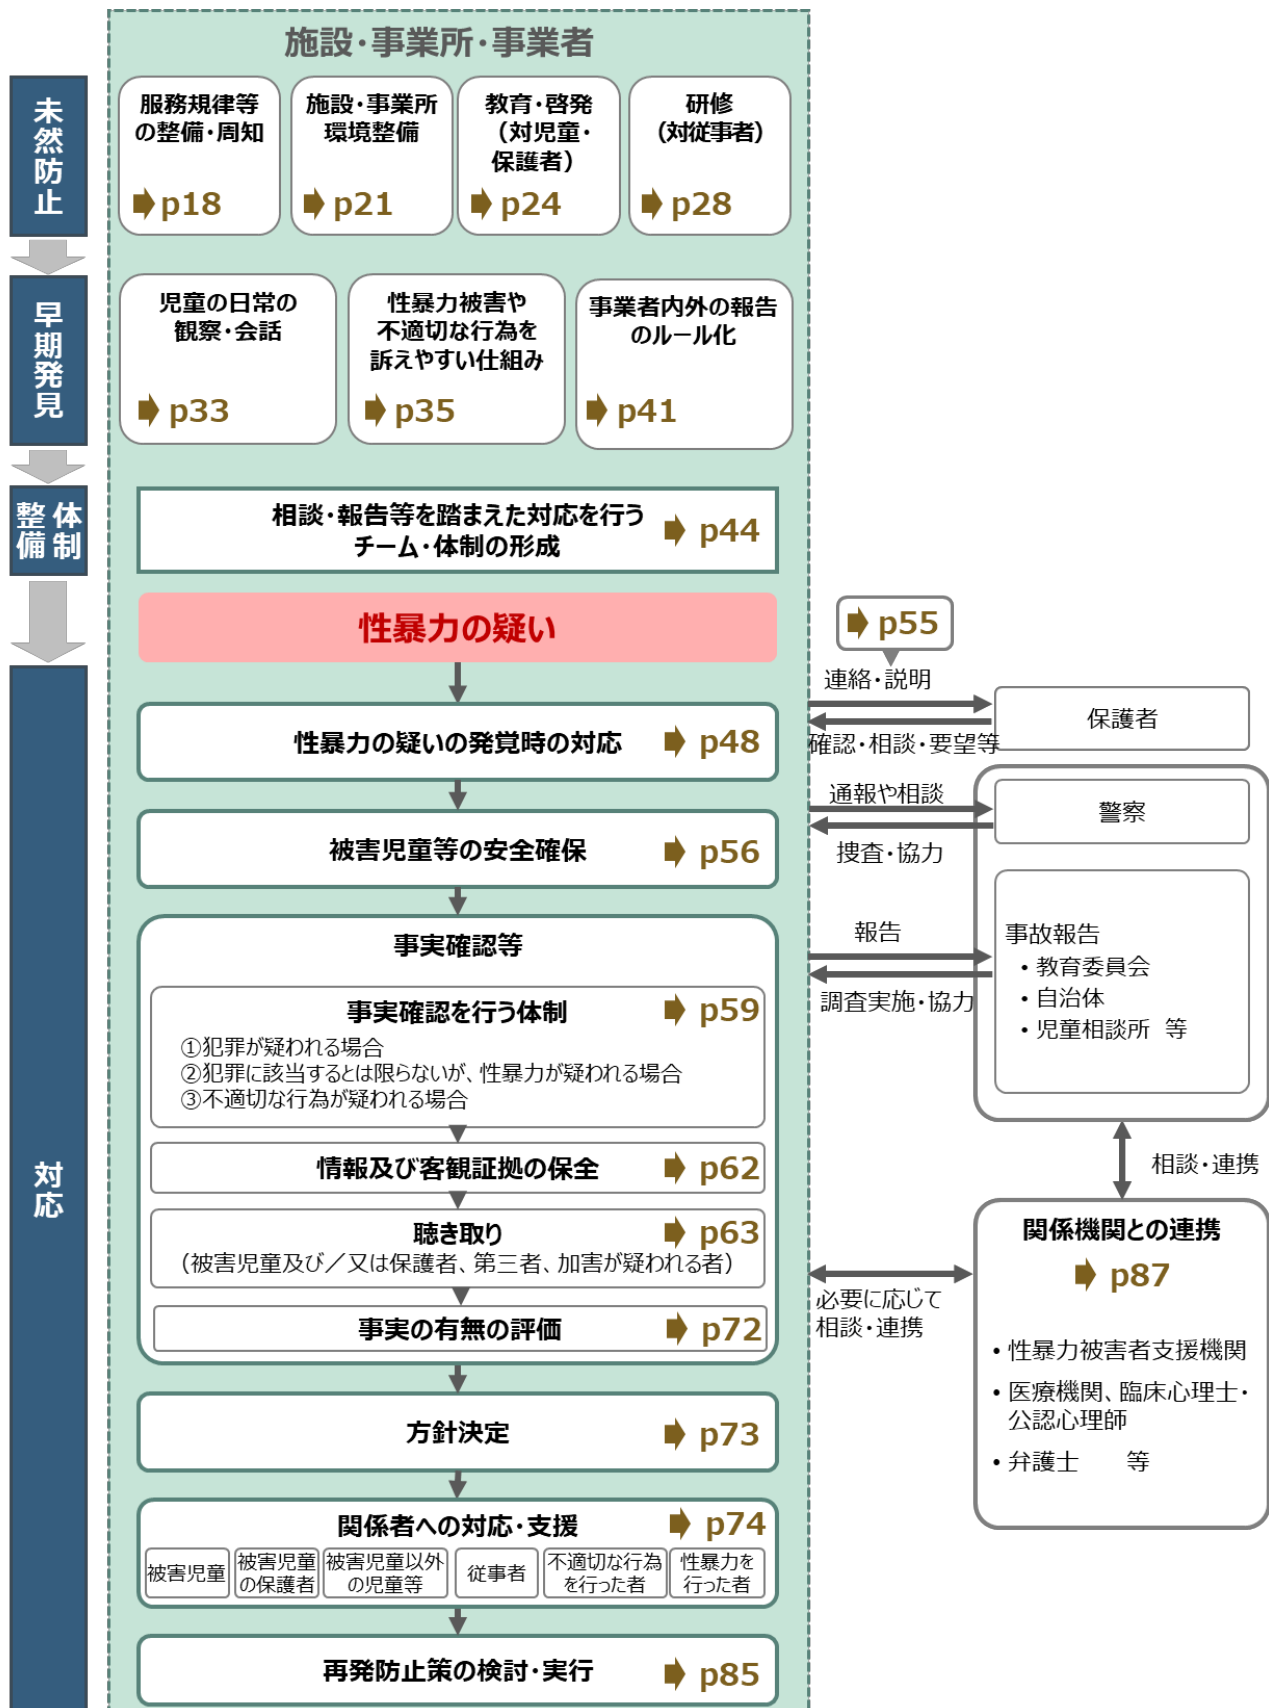 施設・事業所・事業者
未然防止
服務規律等
の整備・周知
p18
施設・事業所
環境整備
p21
教育・啓発
（対児童・
保護者）
p24
研修
（対従事者）
p28
早期発見
児童の日常の
観察・会話
p33
性暴力被害や
不適切な行為を
訴えやすい仕組み
p35
事業者内外の報告
のルール化
p41
体制
整備
相談・報告等を踏まえた対応を行う
チーム・体制の形成
p44
性暴力の疑い
対応
性暴力の疑いの発覚時の対応
p48
被害児童等の安全確保
p56
事実確認等
事実確認を行う体制
p59
①犯罪が疑われる場合
②犯罪に該当するとは限らないが、性暴力が疑われる場合
③不適切な行為が疑われる場合
情報及び客観証拠の保全
p62
聴き取り
p63
（被害児童及び／又は保護者、第三者、加害が疑われる者）
事実の有無の評価
p72
方針決定
p73
関係者への対応・支援
p74
被害児童
被害児童
の保護者
被害児童以外
の児童等
従事者
不適切な行為
を行った者
性暴力を
行った者
再発防止策の検討・実行
p85
p55
連絡・説明
確認・相談・要望等
保護者
通報や相談
捜査・協力
警察
報告
調査実施・協力
事故報告
・教育委員会
・自治体
・児童相談所　等
相談・連携
必要に応じて
相談・連携
関係機関との連携
p87
・性暴力被害者支援機関
・医療機関、臨床心理士・
公認心理師
・弁護士　　等